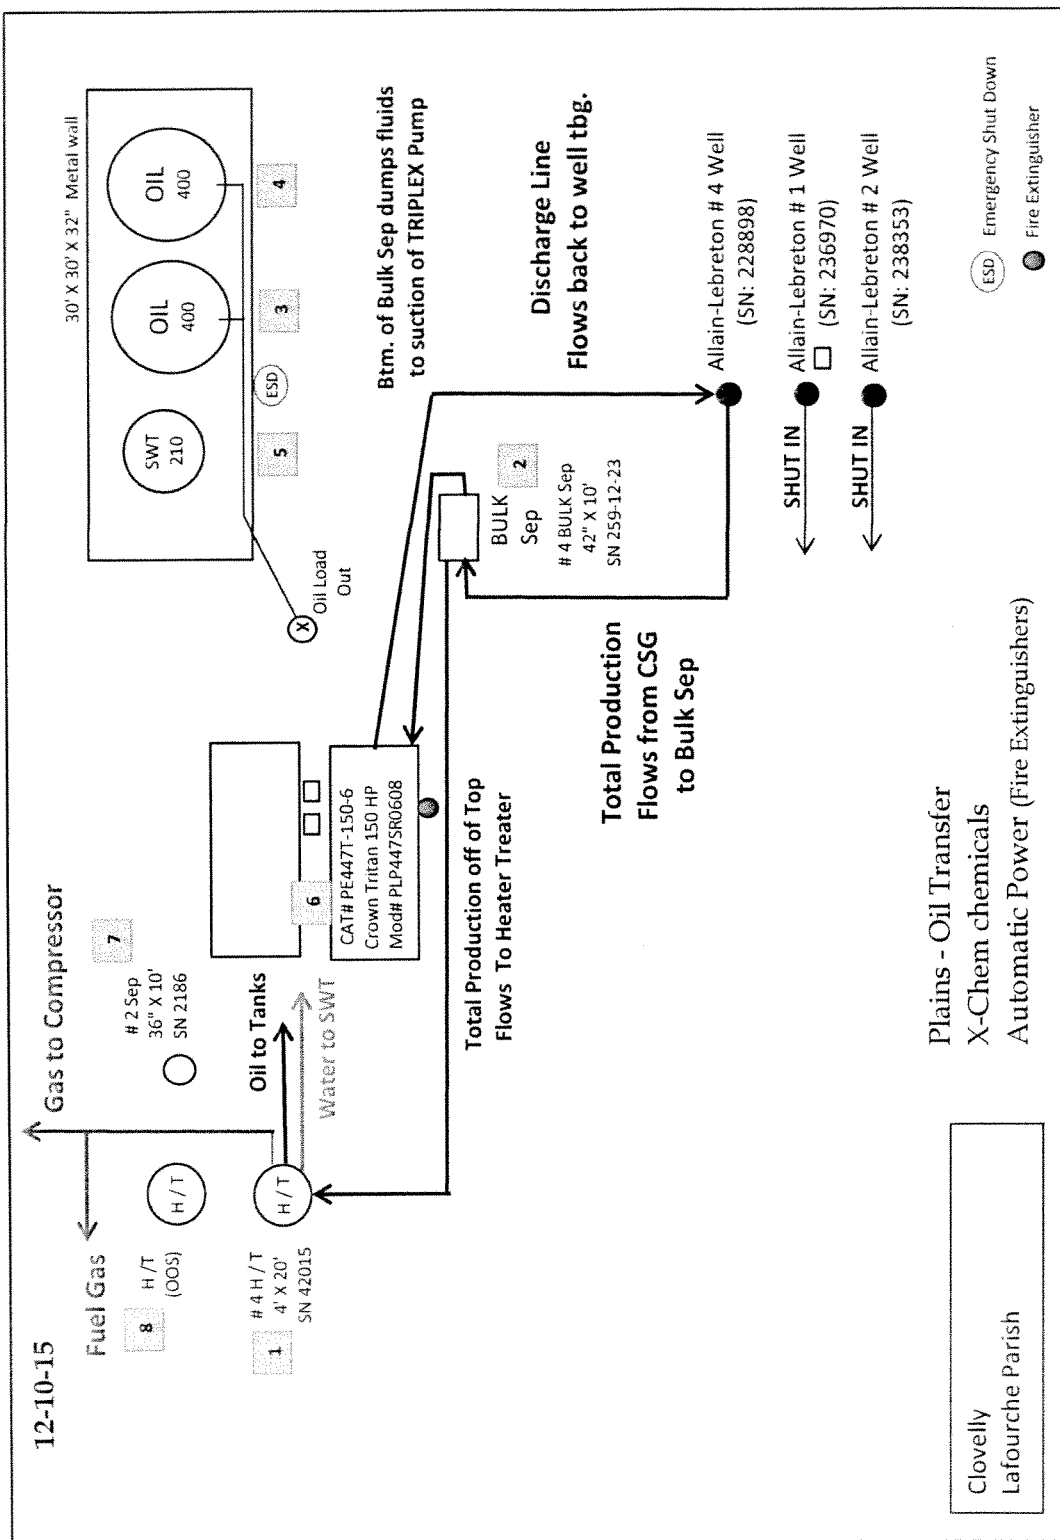 12-10-15
Fuel Gas
Gas to Compressor
8
H/T
(OOS)
H/T
# 2 Sep
36" X 10'
SN 2186
7
1
# 4 H/T
4' X 20'
SN 42015
H/T
Oil to Tanks
Water to SWT
6
CAT# PE447T-150-6
Crown Tritan 150 HP
Mod# PLP447SR0608
X
Oil Load
Out
30' X 30' X 32" Metal wall
SWT
210
OIL
400
OIL
400
5
ESD
3
4
Btm. of Bulk Sep dumps fluids
to suction of TRIPLEX Pump
Total Production off of Top
Flows To Heater Treater
BULK
Sep
2
# 4 BULK Sep
42" X 10'
SN 259-12-23
Discharge Line
Flows back to well tbg.
Total Production
Flows from CSG
to Bulk Sep
Allain-Lebreton # 4 Well
(SN: 228898)
SHUT IN
Allain-Lebreton # 1 Well
(SN: 236970)
SHUT IN
Allain-Lebreton # 2 Well
(SN: 238353)
Plains - Oil Transfer
X-Chem chemicals
Automatic Power (Fire Extinguishers)
ESD Emergency Shut Down
Fire Extinguisher
Clovelly
Lafourche Parish